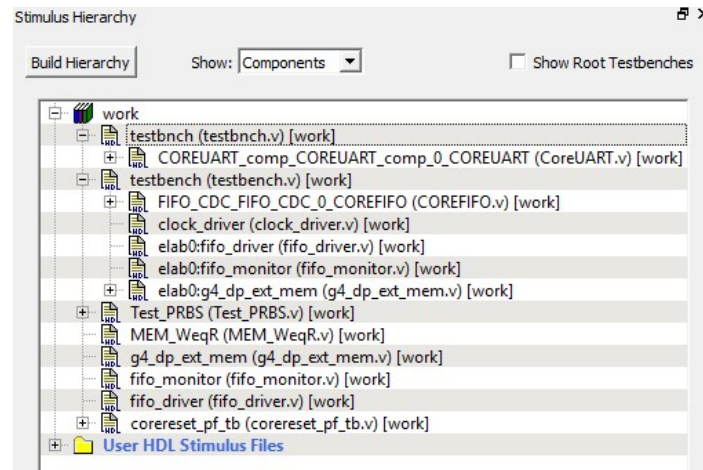 Stimulus Hierarchy
Build Hierarchy Show: Components Show Root Testbenches
work
testbnch (testbnch.v) [work]
COREUART_comp_COREUART_comp_0_COREUART (CoreUART.v) [work]
testbench (testbench.v) [work]
FIFO_CDC_FIFO_CDC_0_COREFIFO (COREFIFO.v) [work]
clock_driver (clock_driver.v) [work]
elab0:fifo_driver (fifo_driver.v) [work]
elab0:fifo_monitor (fifo_monitor.v) [work]
elab0:g4_dp_ext_mem (g4_dp_ext_mem.v) [work]
Test_PRBS (Test_PRBS.v) [work]
MEM_WeqR (MEM_WeqR.v) [work]
g4_dp_ext_mem (g4_dp_ext_mem.v) [work]
fifo_monitor (fifo_monitor.v) [work]
fifo_driver (fifo_driver.v) [work]
corereset_pf_tb (corereset_pf_tb.v) [work]
User HDL Stimulus Files